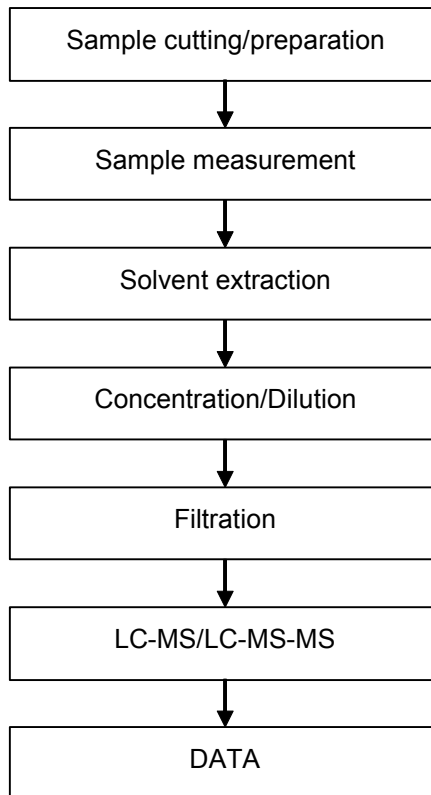 Sample cutting/preparation
Sample measurement
Solvent extraction
Concentration/Dilution
Filtration
LC-MS/LC-MS-MS
DATA